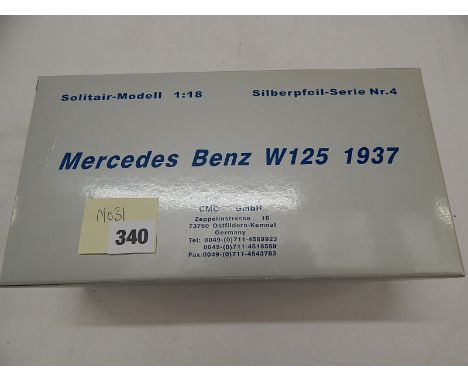 Solitair-Modell 1:18 Silberpfeil-Serie Nr.4
Mercedes Benz W125 1937
CMC GmbH
Zeppelinstrasse 16
73760 Ostfildern-Kemnat
Germany
Tel: 0049-(0)711-4569923
0049-(0)711-4516569
Fax:0049-(0)711-4543783
M031
340